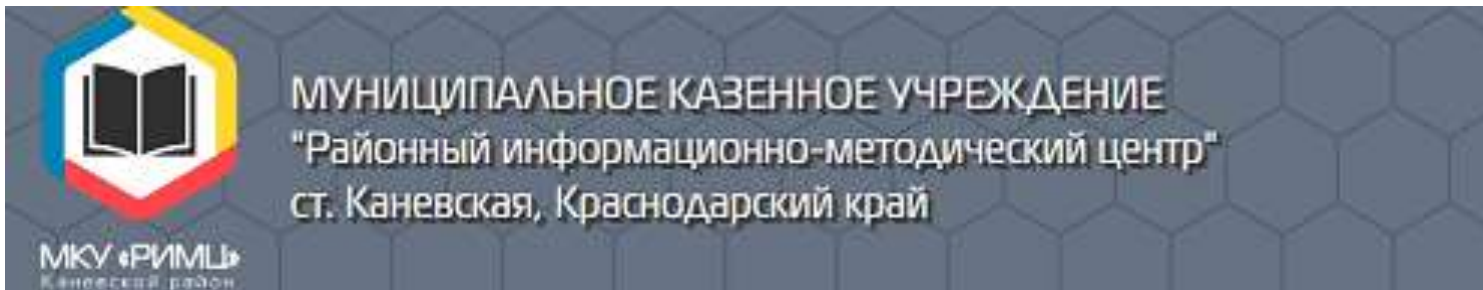 МУНИЦИПАЛЬНОЕ КАЗЕННОЕ УЧРЕЖДЕНИЕ
"Районный информационно-методический центр"
ст. Каневская, Краснодарский край
МКУ «РИМЦ»
Каневской район